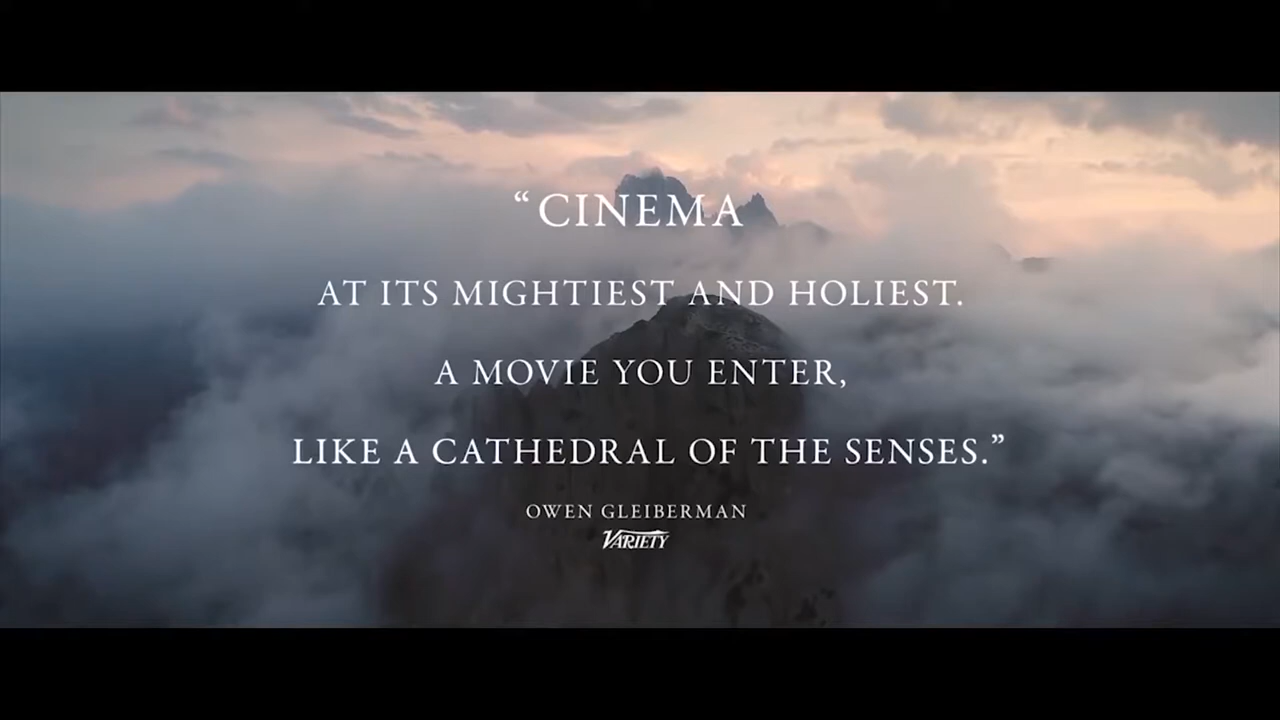 “CINEMA
AT ITS MIGHTIEST AND HOLIEST.
A MOVIE YOU ENTER,
LIKE A CATHEDRAL OF THE SENSES.”
OWEN GLEIBERMAN
VARIETY